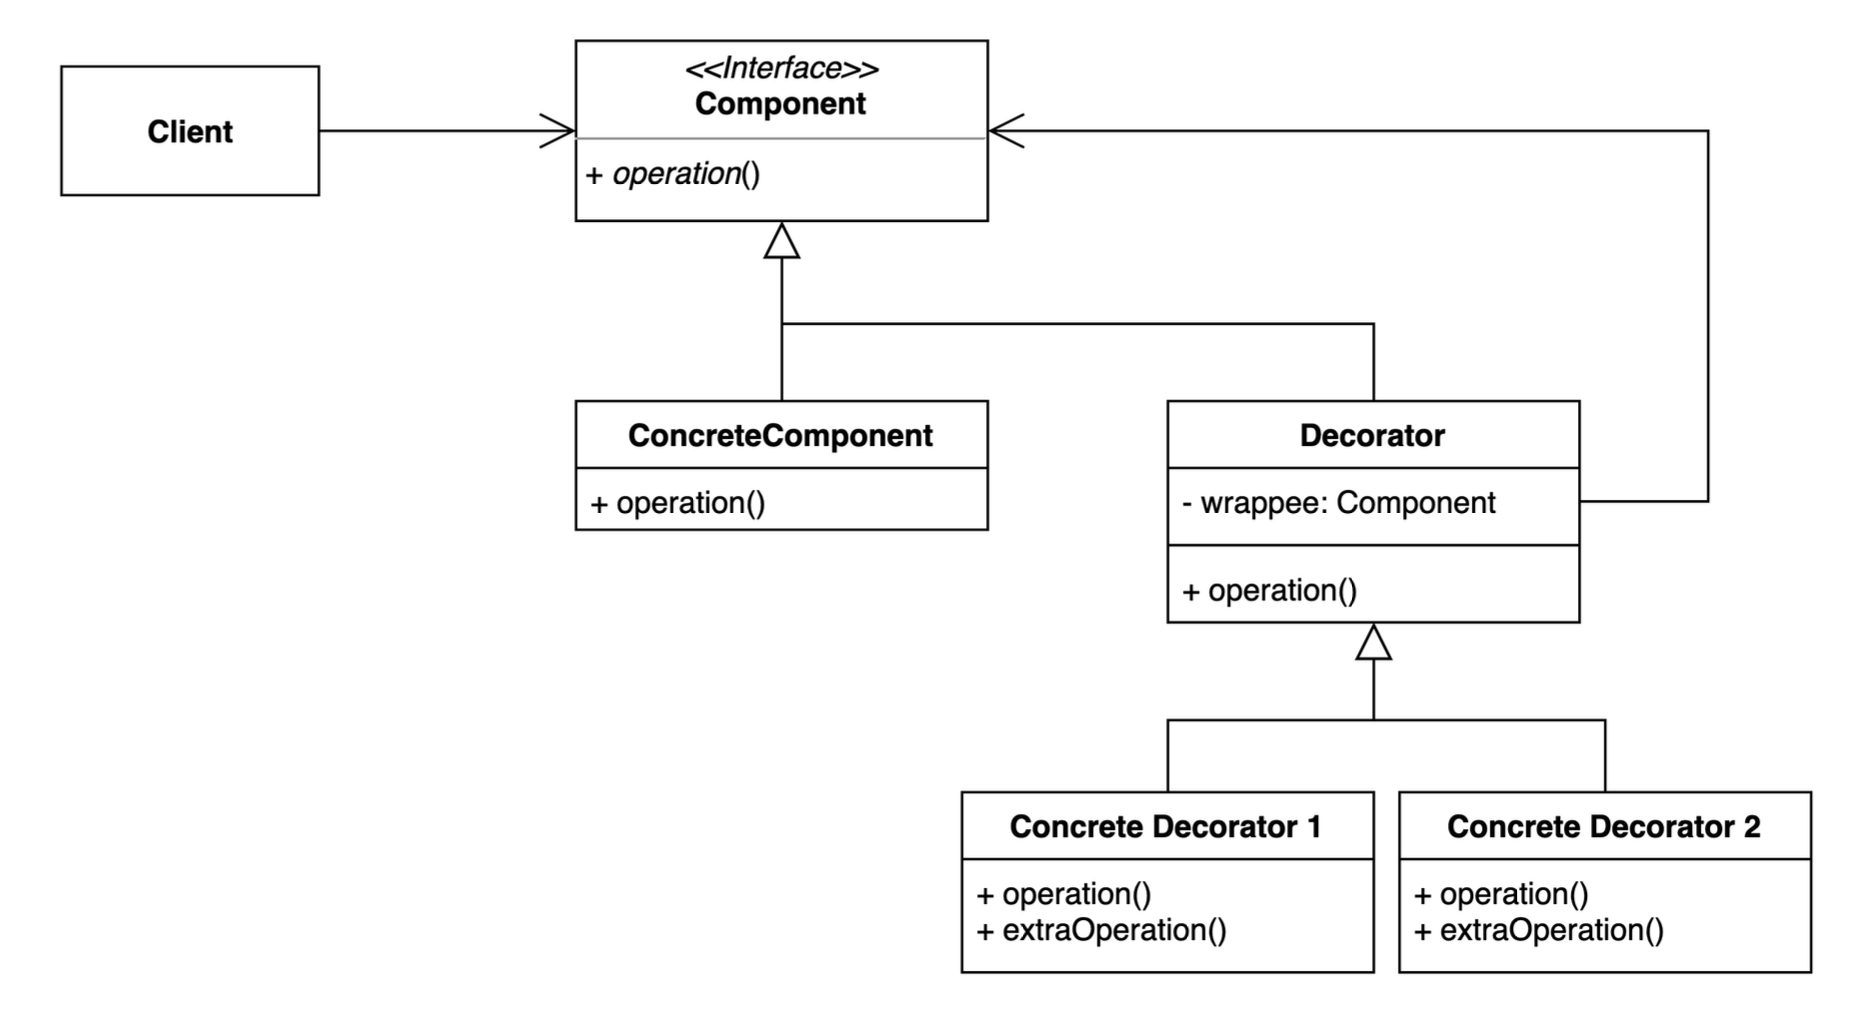 Client
<<Interface>>
Component
+ operation()
ConcreteComponent
+ operation()
Decorator
- wrappee: Component
+ operation()
Concrete Decorator 1
+ operation()
+ extraOperation()
Concrete Decorator 2
+ operation()
+ extraOperation()